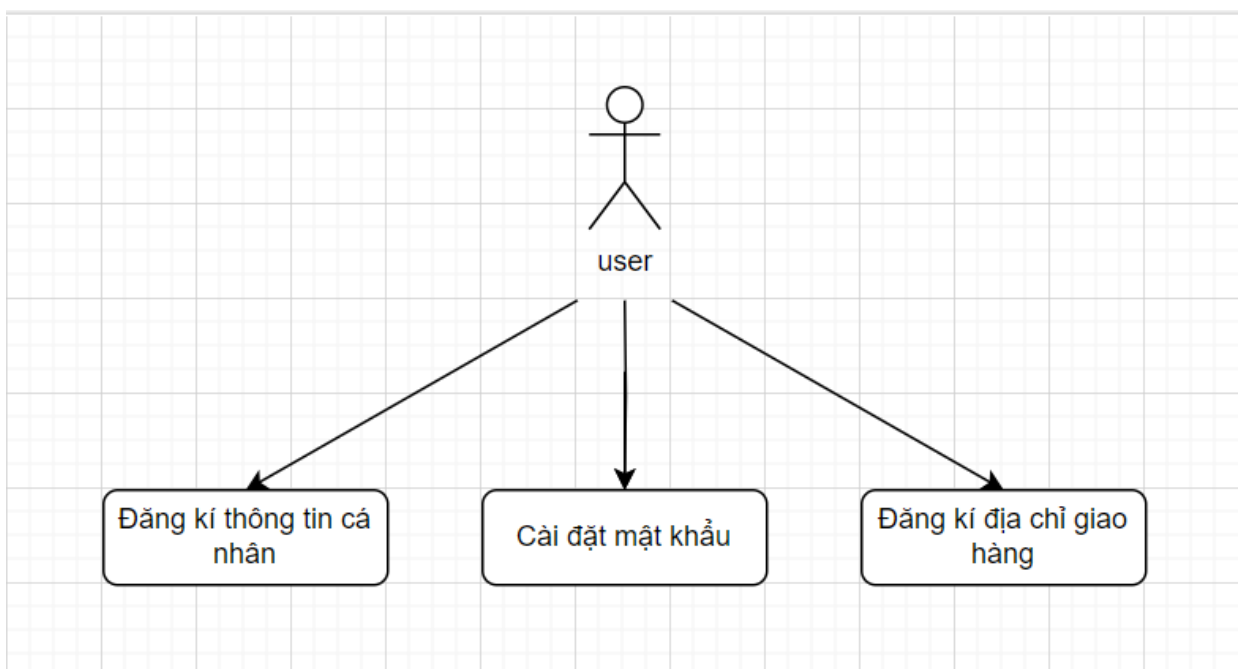 user
Đăng kí thông tin cá
nhân
Cài đặt mật khẩu
Đăng kí địa chỉ giao
hàng